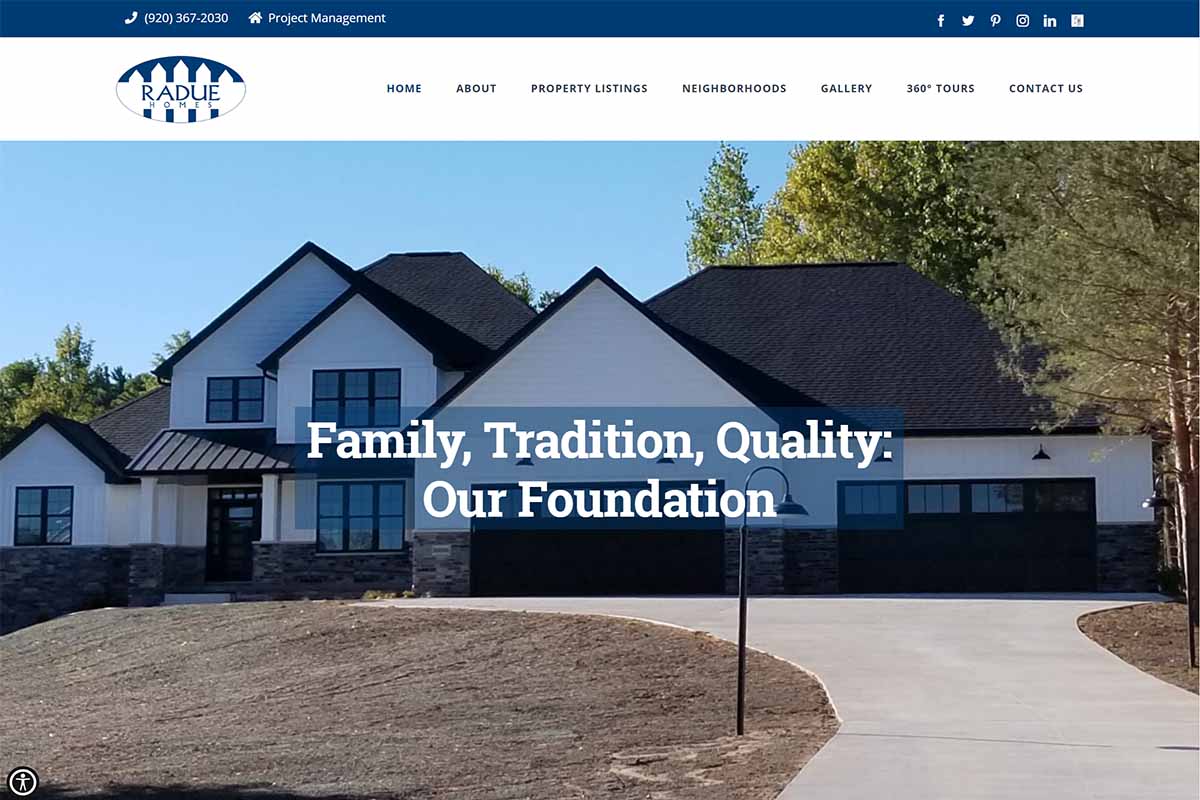 (920) 367-2030 Project Management
RADUE
HOMES
HOME ABOUT PROPERTY LISTINGS NEIGHBORHOODS GALLERY 360° TOURS CONTACT US
Family, Tradition, Quality:
Our Foundation